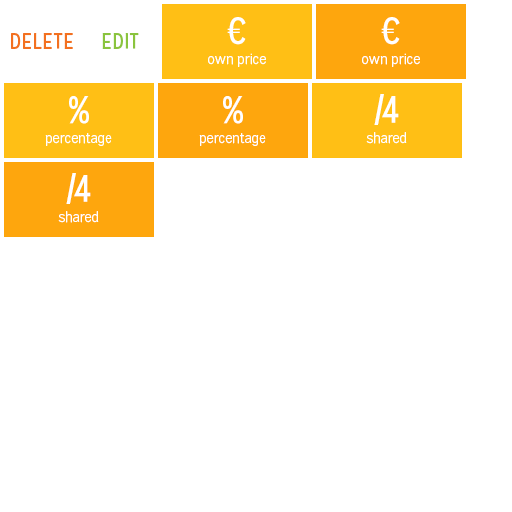 DELETE EDIT
€ €
own price own price
% % /4
percentage percentage shared
/4
shared